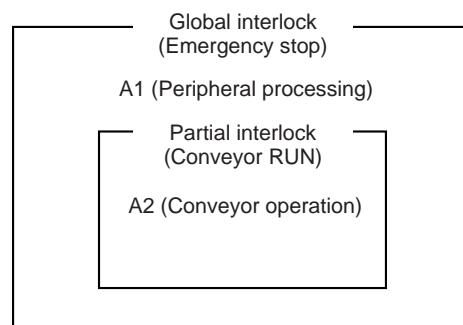 Global interlock
(Emergency stop)
A1 (Peripheral processing)
Partial interlock
(Conveyor RUN)
A2 (Conveyor operation)